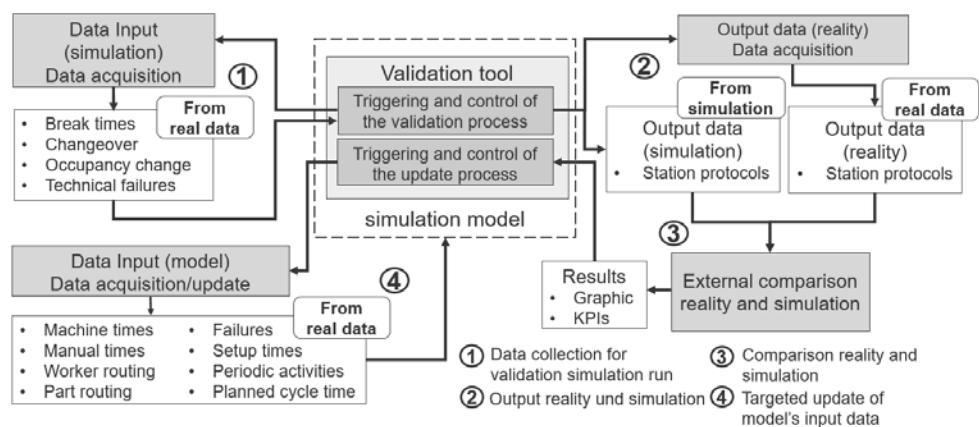 Data Input
(simulation)
Data acquisition
1
From
real data
• Break times
• Changeover
• Occupancy change
• Technical failures
Validation tool
Triggering and control of
the validation process
Triggering and control of
the update process
simulation model
Output data (reality)
Data acquisition
2
From
simulation
Output data
(simulation)
• Station protocols
From
real data
Output data
(reality)
• Station protocols
3
External comparison
reality and simulation
Results
• Graphic
• KPIs
Data Input (model)
Data acquisition/update
4
From
real data
• Machine times
• Manual times
• Worker routing
• Part routing
• Failures
• Setup times
• Periodic activities
• Planned cycle time
1 Data collection for
validation simulation run
2 Output reality und simulation
3 Comparison reality and
simulation
4 Targeted update of
model's input data